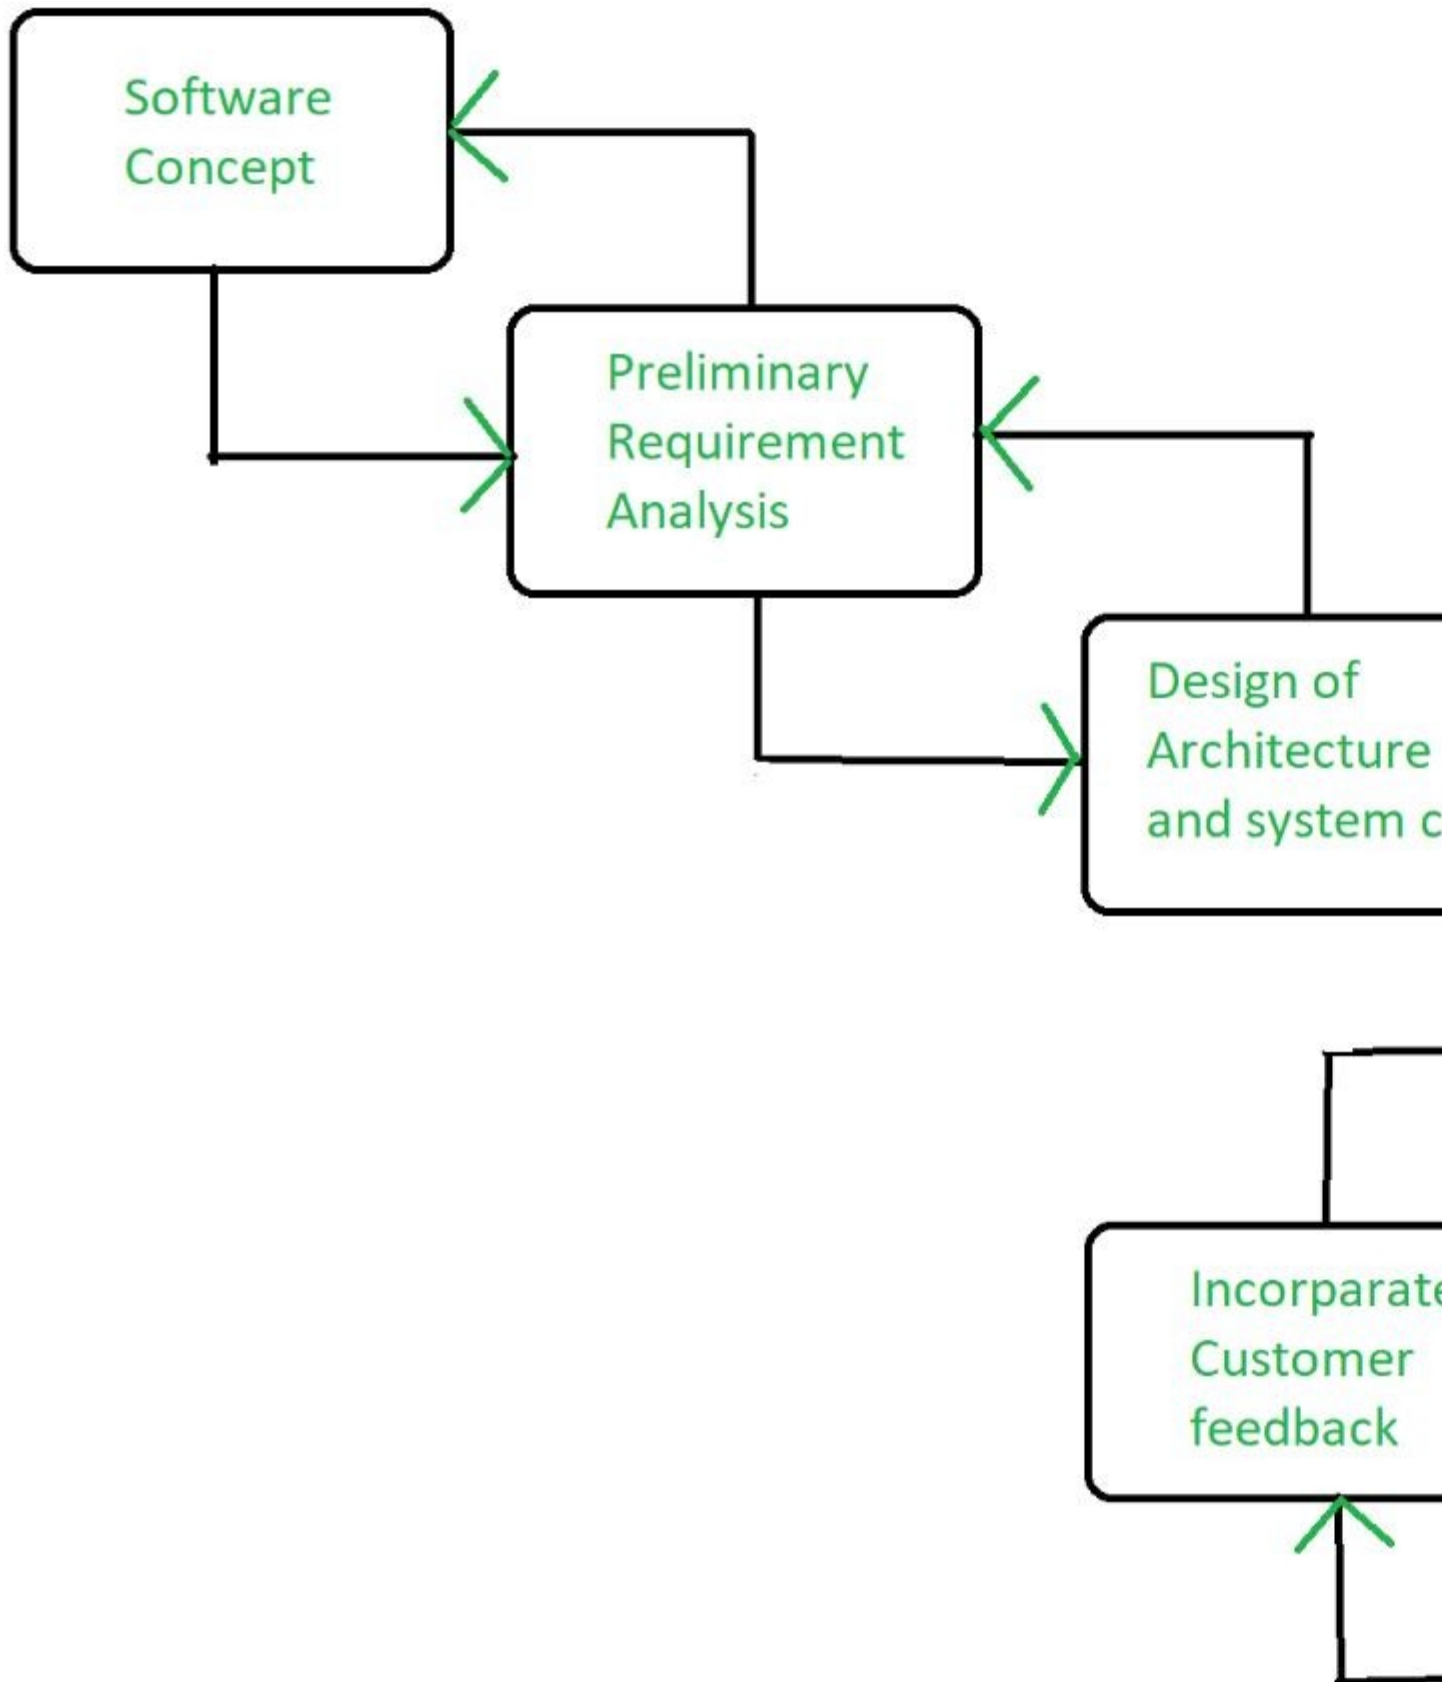 Software
Concept
Preliminary
Requirement
Analysis
Design of
Architecture
and system
Incorparate
Customer
feedback